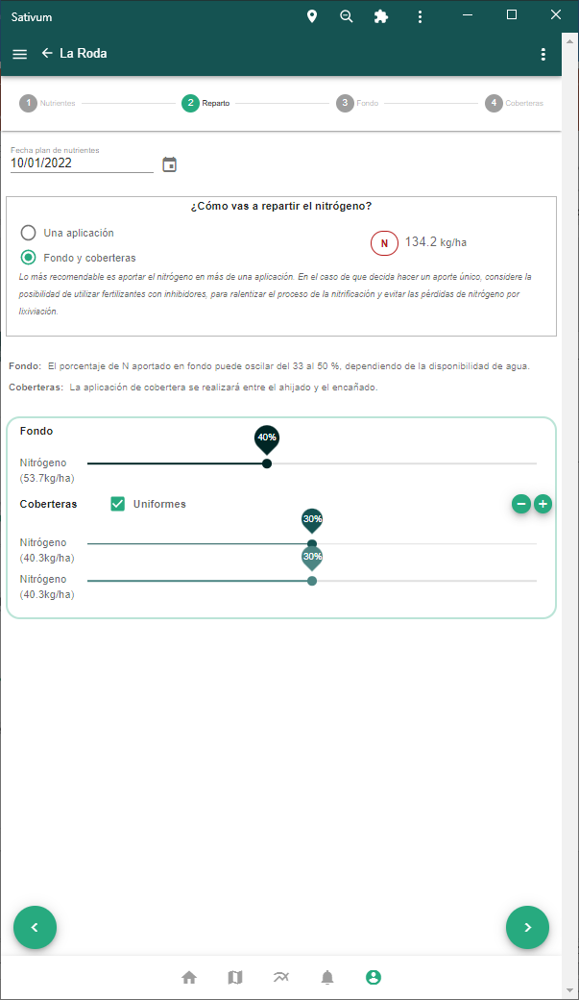 Sativum
La Roda
1 Nutrientes 2 Reparto 3 Fondo 4 Coberteras
Fecha plan de nutrientes
10/01/2022
¿Cómo vas a repartir el nitrógeno?
Una aplicación
N 134.2 kg/ha
Fondo y coberteras
Lo más recomendable es aportar el nitrógeno en más de una aplicación. En el caso de que decida hacer un aporte único, considere la
posibilidad de utilizar fertilizantes con inhibidores, para ralentizar el proceso de la nitrificación y evitar las pérdidas de nitrógeno por
lixiviación.
Fondo: El porcentaje de N aportado en fondo puede oscilar del 33 al 50 %, dependiendo de la disponibilidad de agua.
Coberteras: La aplicación de cobertera se realizará entre el ahijado y el encañado.
Fondo
40%
Nitrógeno
(53.7kg/ha)
Coberteras Uniformes
30%
Nitrógeno
(40.3kg/ha)
30%
Nitrógeno
(40.3kg/ha)